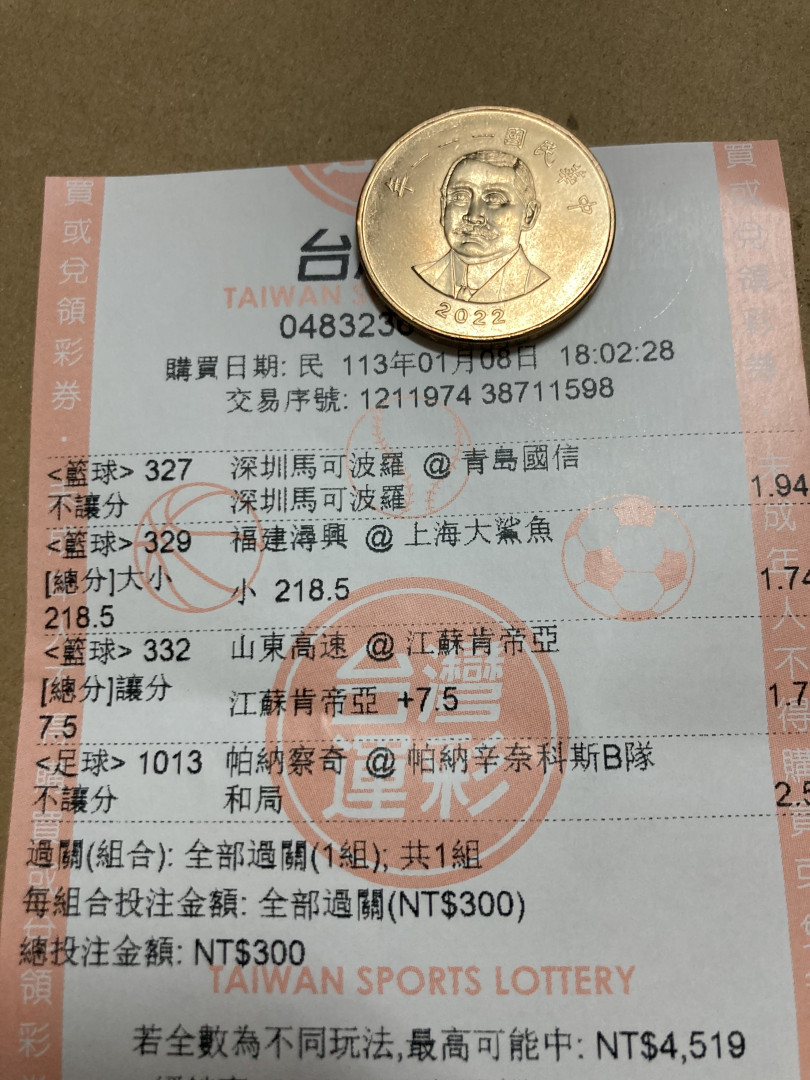 中華民國一一一年
2022
台
TAIWAN S
0483236
購買日期: 民 113年01月08日 18:02:28
交易序號: 1211974 38711598
<籃球> 327 深圳馬可波羅 @ 青島國信
不讓分 深圳馬可波羅 1.94
<籃球> 329 福建潯興 @ 上海大鯊魚
[總分]大小 小 218.5 1.74
218.5
<籃球> 332 山東高速 @ 江蘇肯帝亞
[總分]讓分 江蘇肯帝亞 +7.5 1.7
7.5
<足球> 1013 帕納察奇 @ 帕納辛奈科斯B隊
不讓分 和局 2.5
台灣
運彩
過關(組合): 全部過關(1組); 共1組
每組合投注金額: 全部過關(NT$300)
總投注金額: NT$300
TAIWAN SPORTS LOTTERY
若全數為不同玩法,最高可能中: NT$4,519
買或兌領彩券